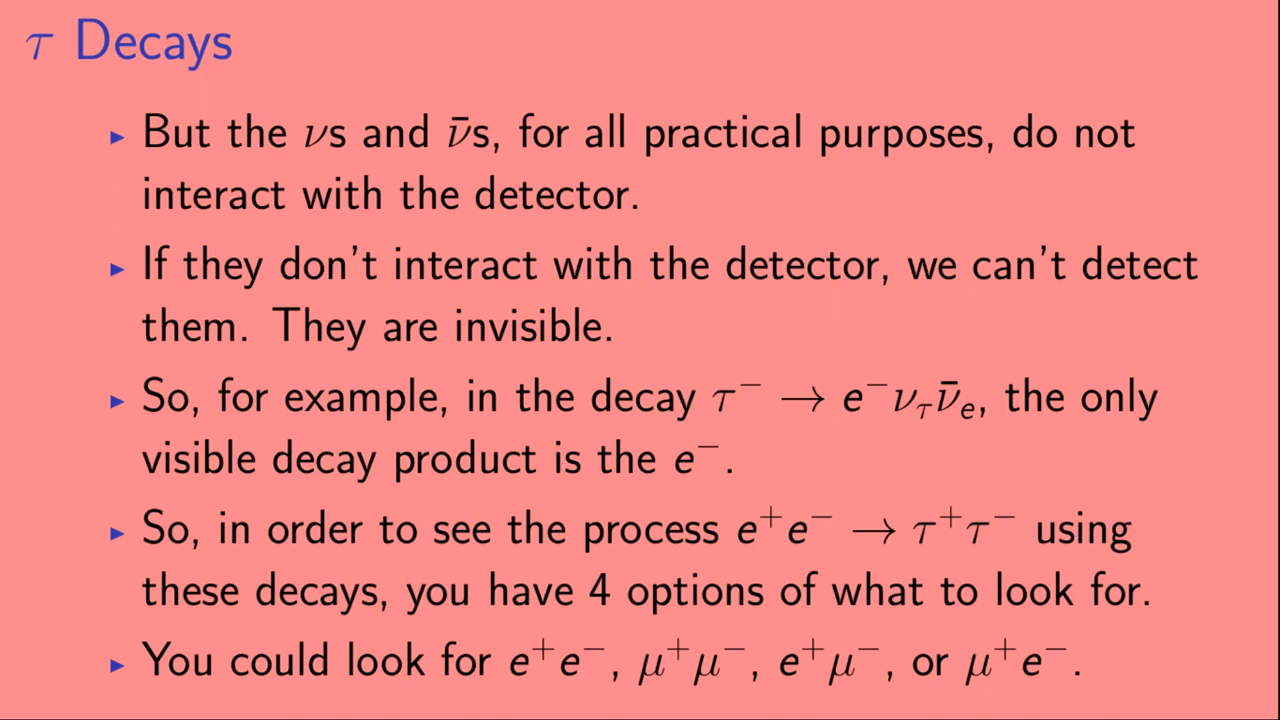 τ Decays
▶ But the νs and ν̄s, for all practical purposes, do not
interact with the detector.
▶ If they don't interact with the detector, we can't detect
them. They are invisible.
▶ So, for example, in the decay τ⁻ → e⁻ν_τν̄_e, the only
visible decay product is the e⁻.
▶ So, in order to see the process e⁺e⁻ → τ⁺τ⁻ using
these decays, you have 4 options of what to look for.
▶ You could look for e⁺e⁻, μ⁺μ⁻, e⁺μ⁻, or μ⁺e⁻.